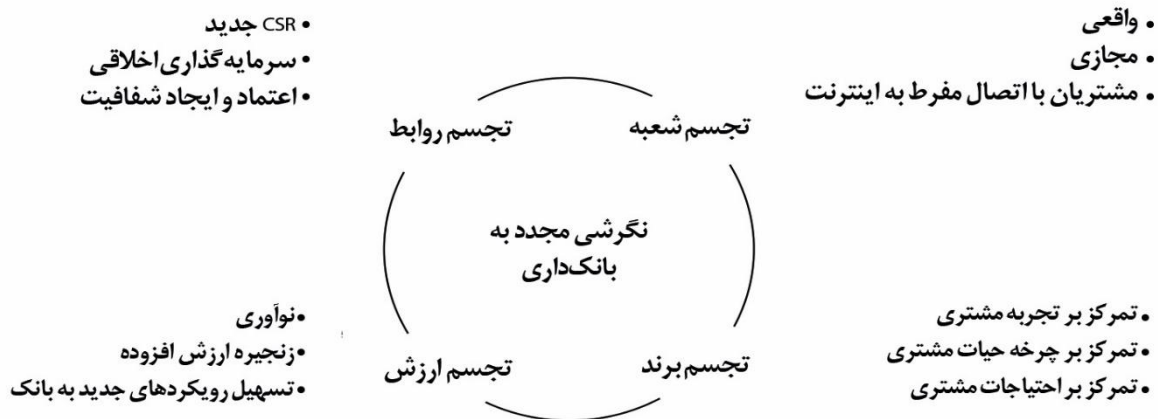 • واقعی
• مجازی
• مشتریان با اتصال مفرط به اینترنت
• CSR جدید
• سرمایه‌گذاری اخلاقی
• اعتماد و ایجاد شفافیت
تجسم شعبه
تجسم روابط
نگرشی مجدد به
بانک‌داری
تجسم برند
تجسم ارزش
• تمرکز بر تجربه مشتری
• تمرکز بر چرخه حیات مشتری
• تمرکز بر احتیاجات مشتری
• نوآوری
• زنجیره ارزش افزوده
• تسهیل رویکردهای جدید به بانک